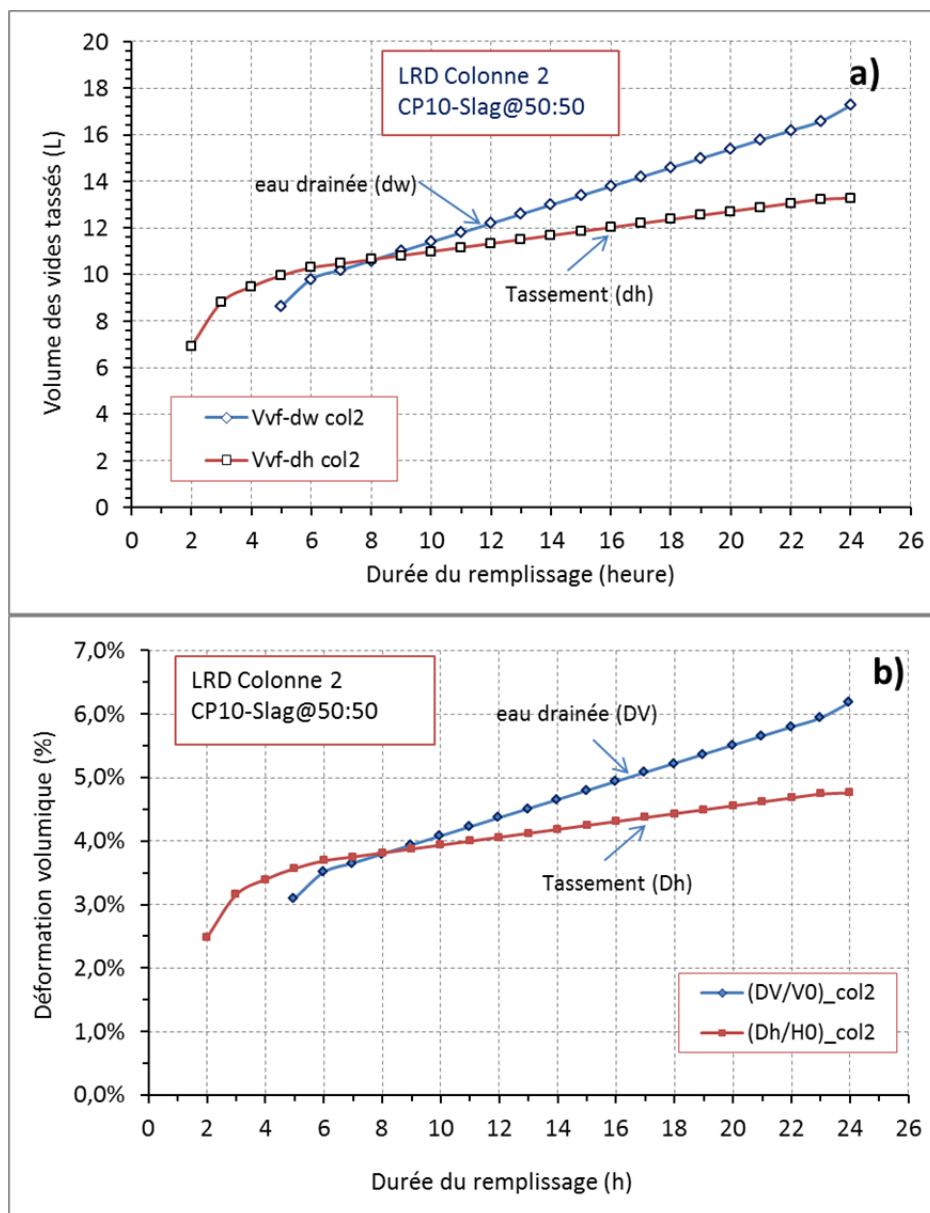 a)
LRD Colonne 2
CP10-Slag@50:50
eau drainée (dw)
Tassement (dh)
Vvf-dw col2
Vvf-dh col2
Volume des vides tassés (L)
20
18
16
14
12
10
8
6
4
2
0
0 2 4 6 8 10 12 14 16 18 20 22 24 26
Durée du remplissage (heure)
b)
LRD Colonne 2
CP10-Slag@50:50
eau drainée (DV)
Tassement (Dh)
(DV/V0)_col2
(Dh/H0)_col2
Déformation volumique (%)
7,0%
6,0%
5,0%
4,0%
3,0%
2,0%
1,0%
0,0%
0 2 4 6 8 10 12 14 16 18 20 22 24 26
Durée du remplissage (h)